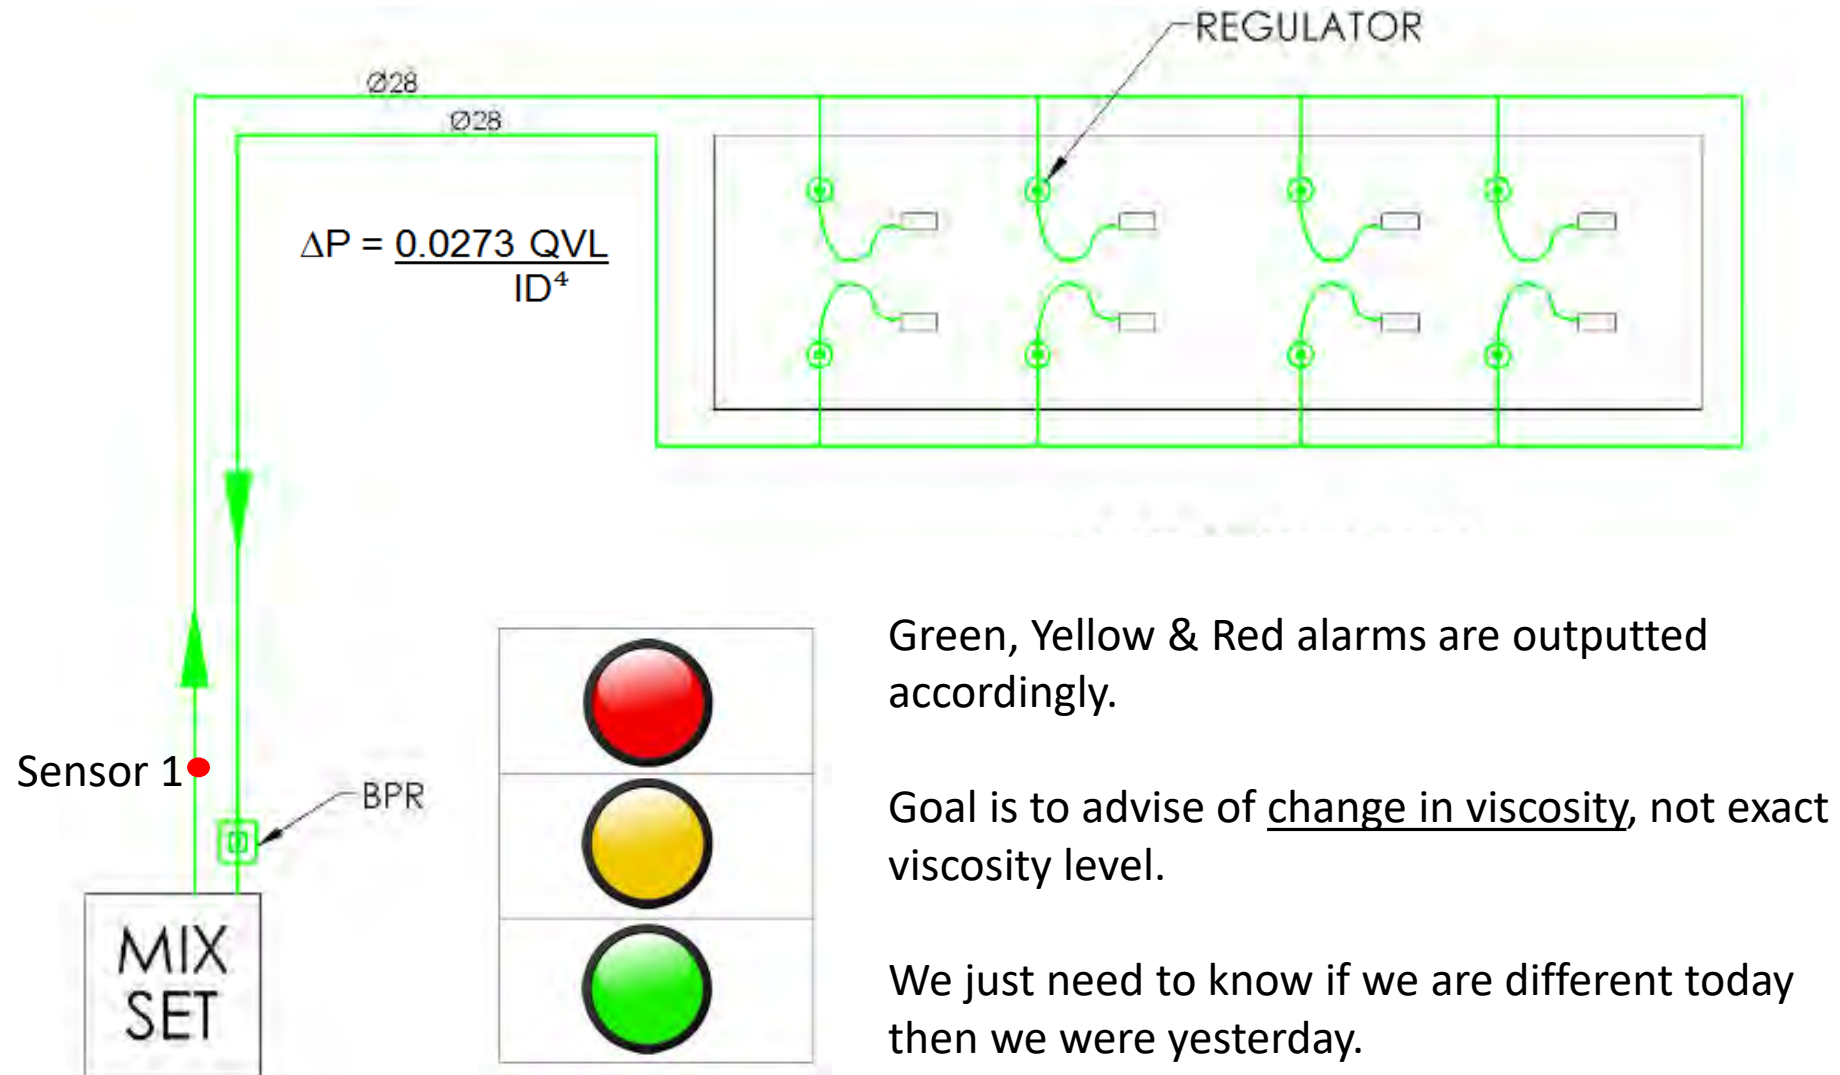 REGULATOR
Ø28
Ø28
ΔP = 0.0273 QVL
ID⁴
Sensor 1
BPR
MIX
SET
Green, Yellow & Red alarms are outputted
accordingly.
Goal is to advise of change in viscosity, not exact
viscosity level.
We just need to know if we are different today
then we were yesterday.